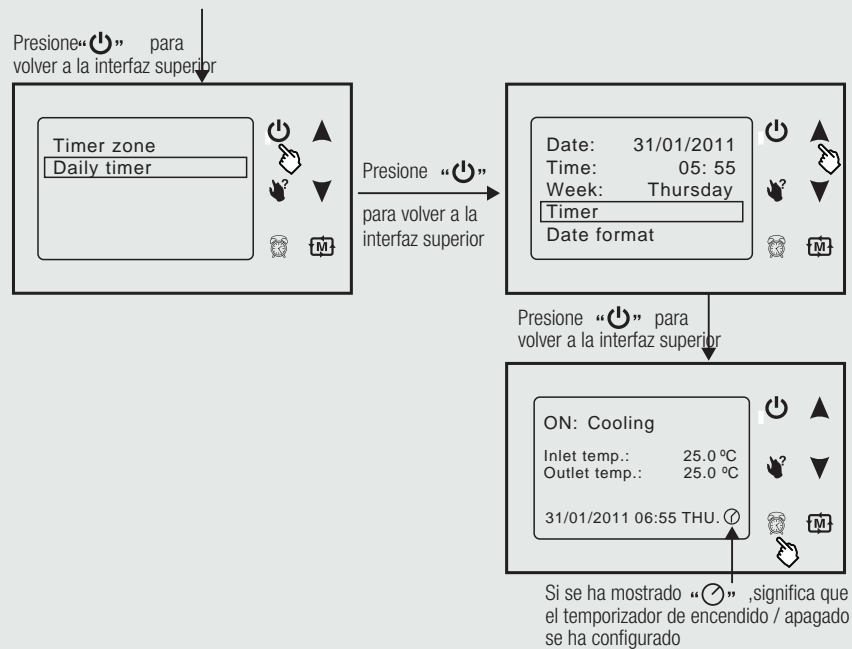 Presione “⏻” para
volver a la interfaz superior
Timer zone
Daily timer
?
M
Presione “⏻”
para volver a la
interfaz superior
Date: 31/01/2011
Time: 05: 55
Week: Thursday
Timer
Date format
?
M
Presione “⏻” para
volver a la interfaz superior
ON: Cooling
Inlet temp.: 25.0 ºC
Outlet temp.: 25.0 ºC
31/01/2011 06:55 THU.
?
M
Si se ha mostrado “ ” ,significa que
el temporizador de encendido / apagado
se ha configurado